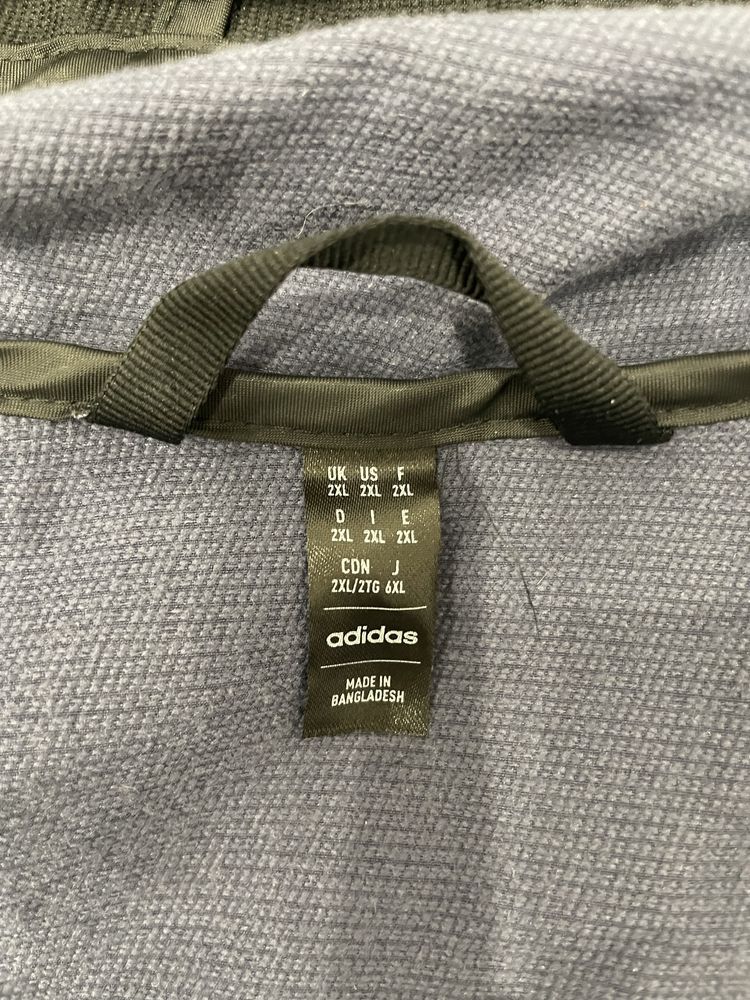 UK US F
2XL 2XL 2XL
D I E
2XL 2XL 2XL
CDN J
2XL/2TG 6XL
adidas
MADE IN
BANGLADESH